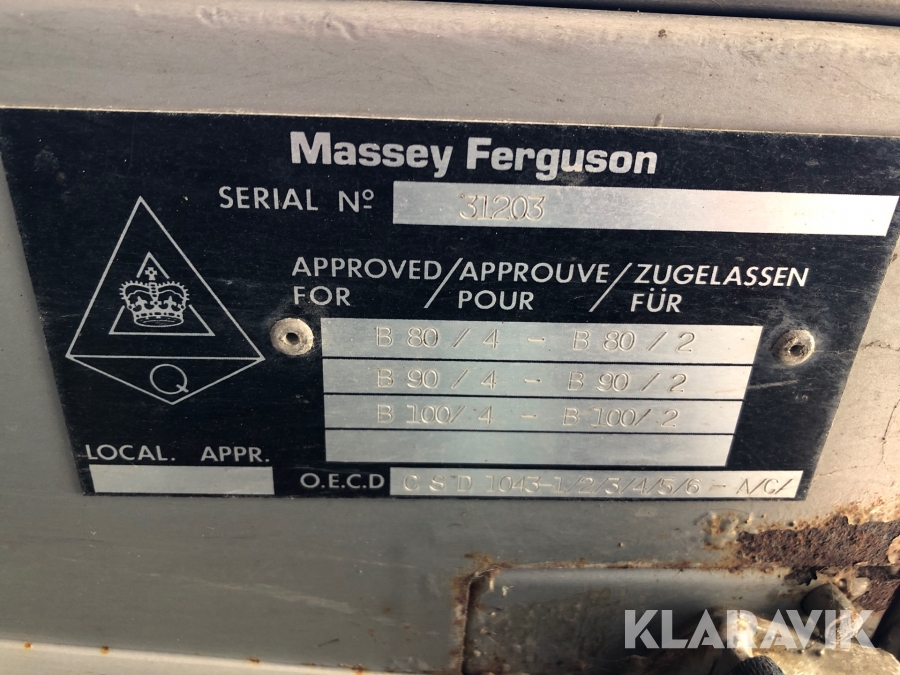 Massey Ferguson
SERIAL Nº 31203
APPROVED/APPROUVE/ZUGELASSEN
FOR / POUR / FÜR
B 80 / 4 - B 80 / 2
B 90 / 4 - B 90 / 2
B 100/ 4 - B 100/ 2
Q
LOCAL. APPR.
O.E.C.D C S D 1043-1/2/3/4/5/6 - N/G/
KLARAVIK